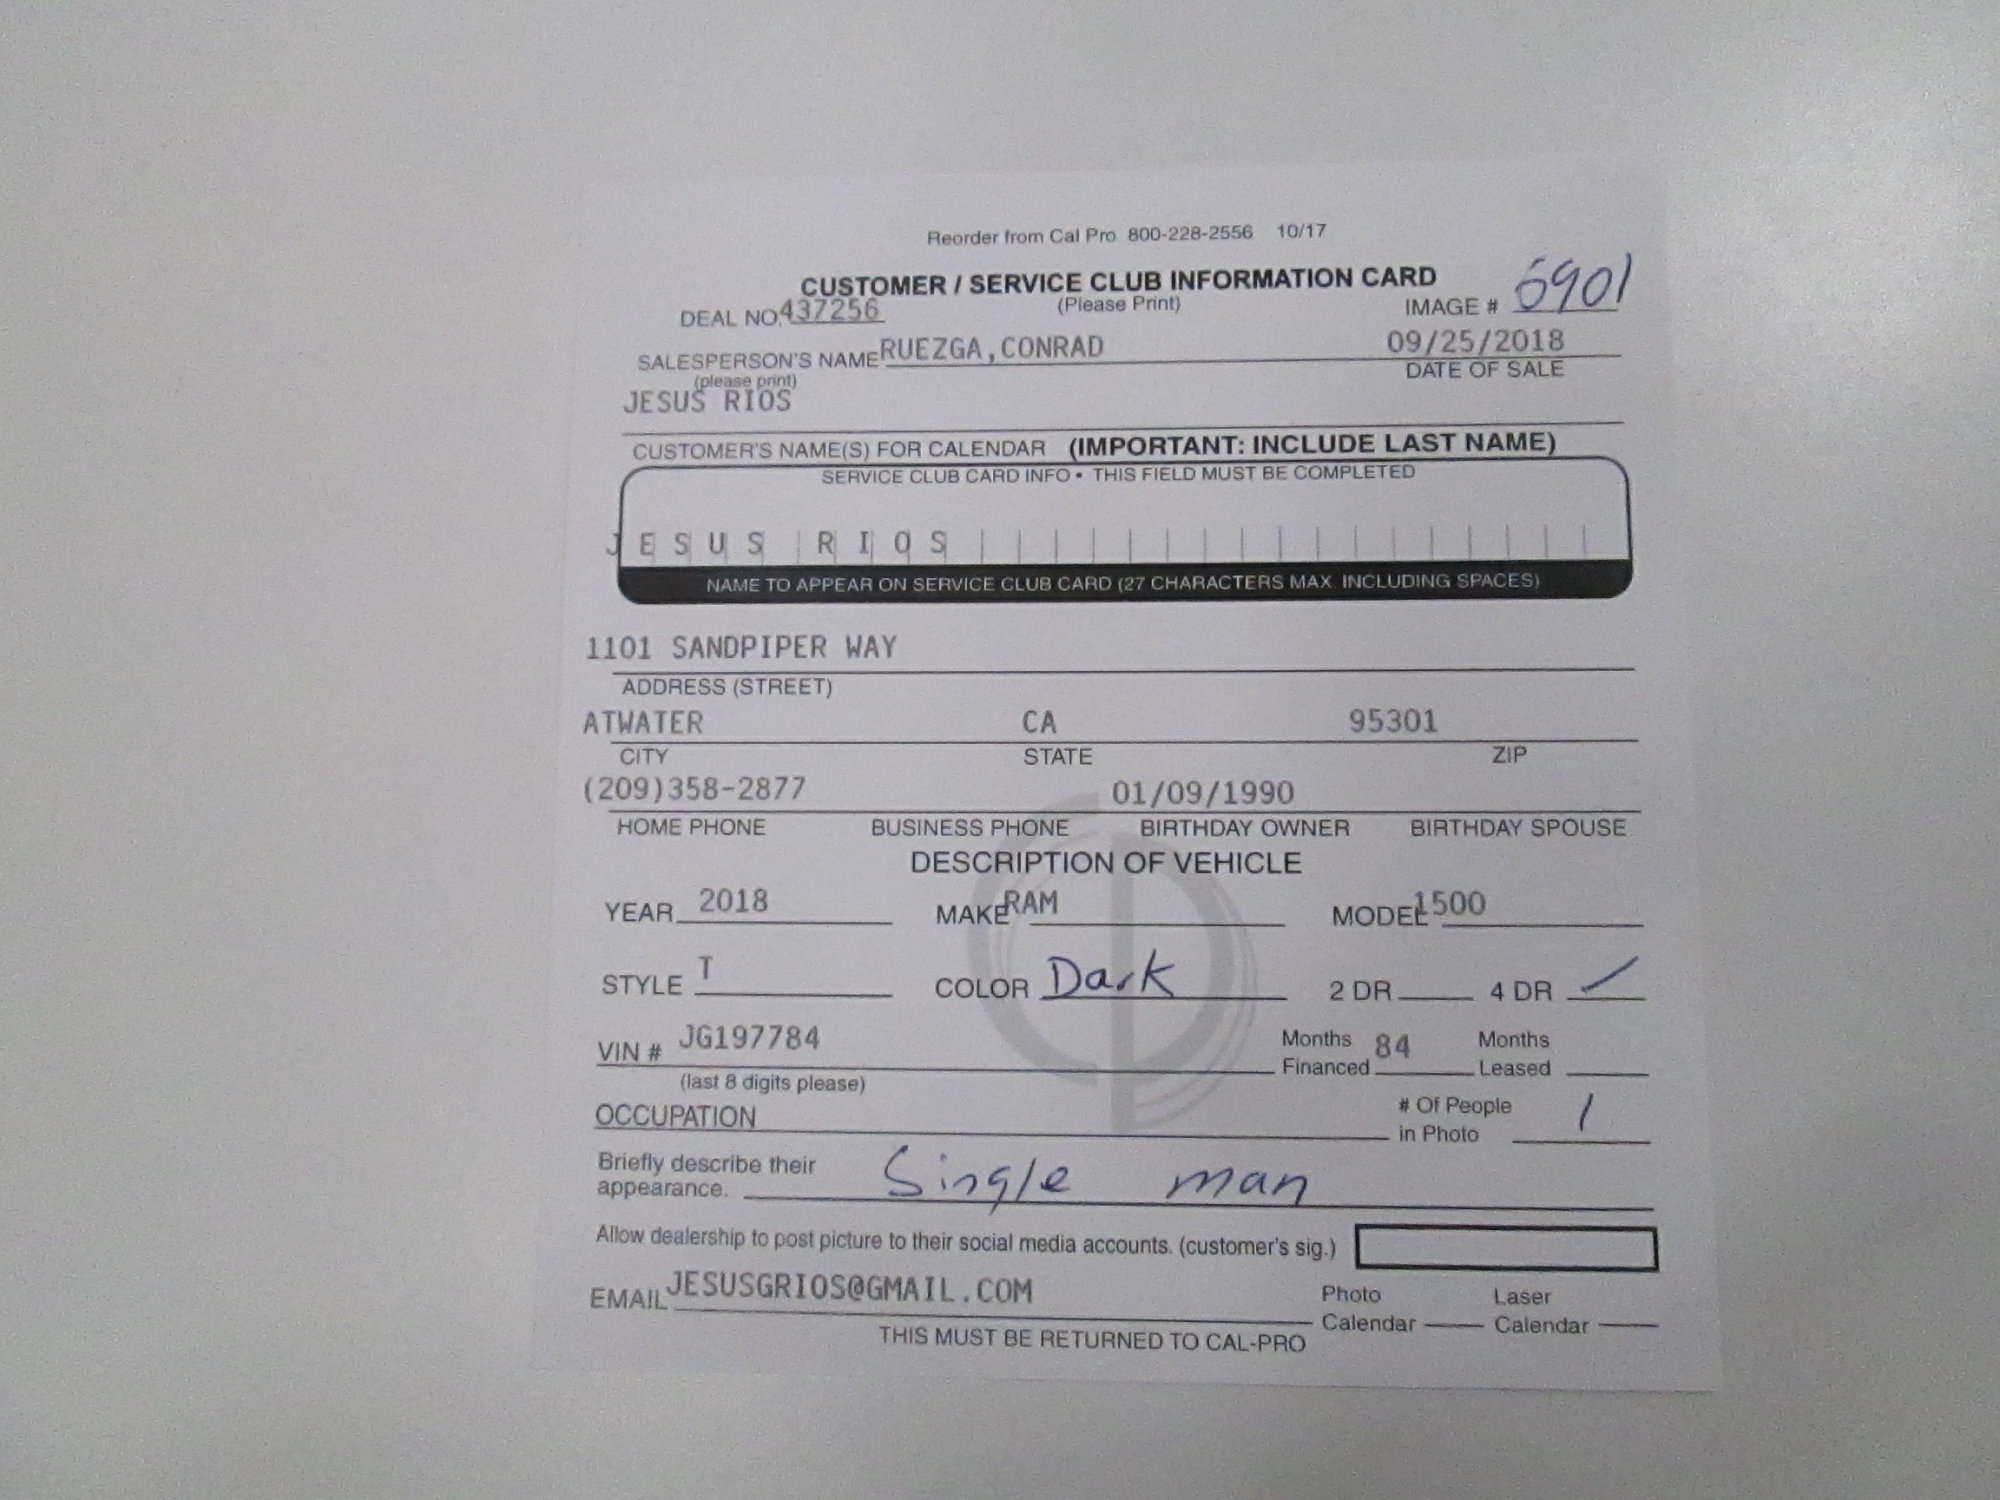 Reorder from Cal Pro 800-228-2556 10/17
CUSTOMER / SERVICE CLUB INFORMATION CARD
DEAL NO. 437256 (Please Print) IMAGE # 6901
SALESPERSON'S NAME RUEZGA,CONRAD 09/25/2018
(please print) DATE OF SALE
JESUS RIOS
CUSTOMER'S NAME(S) FOR CALENDAR (IMPORTANT: INCLUDE LAST NAME)
SERVICE CLUB CARD INFO • THIS FIELD MUST BE COMPLETED
JESUS RIOS
NAME TO APPEAR ON SERVICE CLUB CARD (27 CHARACTERS MAX. INCLUDING SPACES)
1101 SANDPIPER WAY
ADDRESS (STREET)
ATWATER CA 95301
CITY STATE ZIP
(209)358-2877 01/09/1990
HOME PHONE BUSINESS PHONE BIRTHDAY OWNER BIRTHDAY SPOUSE
DESCRIPTION OF VEHICLE
YEAR 2018 MAKE RAM MODEL 1500
STYLE T COLOR Dark 2 DR 4 DR ✓
VIN # JG197784 Months Financed 84 Months Leased
(last 8 digits please)
OCCUPATION # Of People in Photo 1
Briefly describe their appearance. Single man
Allow dealership to post picture to their social media accounts. (customer's sig.)
EMAIL JESUSGRIOS@GMAIL.COM Photo Calendar Laser Calendar
THIS MUST BE RETURNED TO CAL-PRO